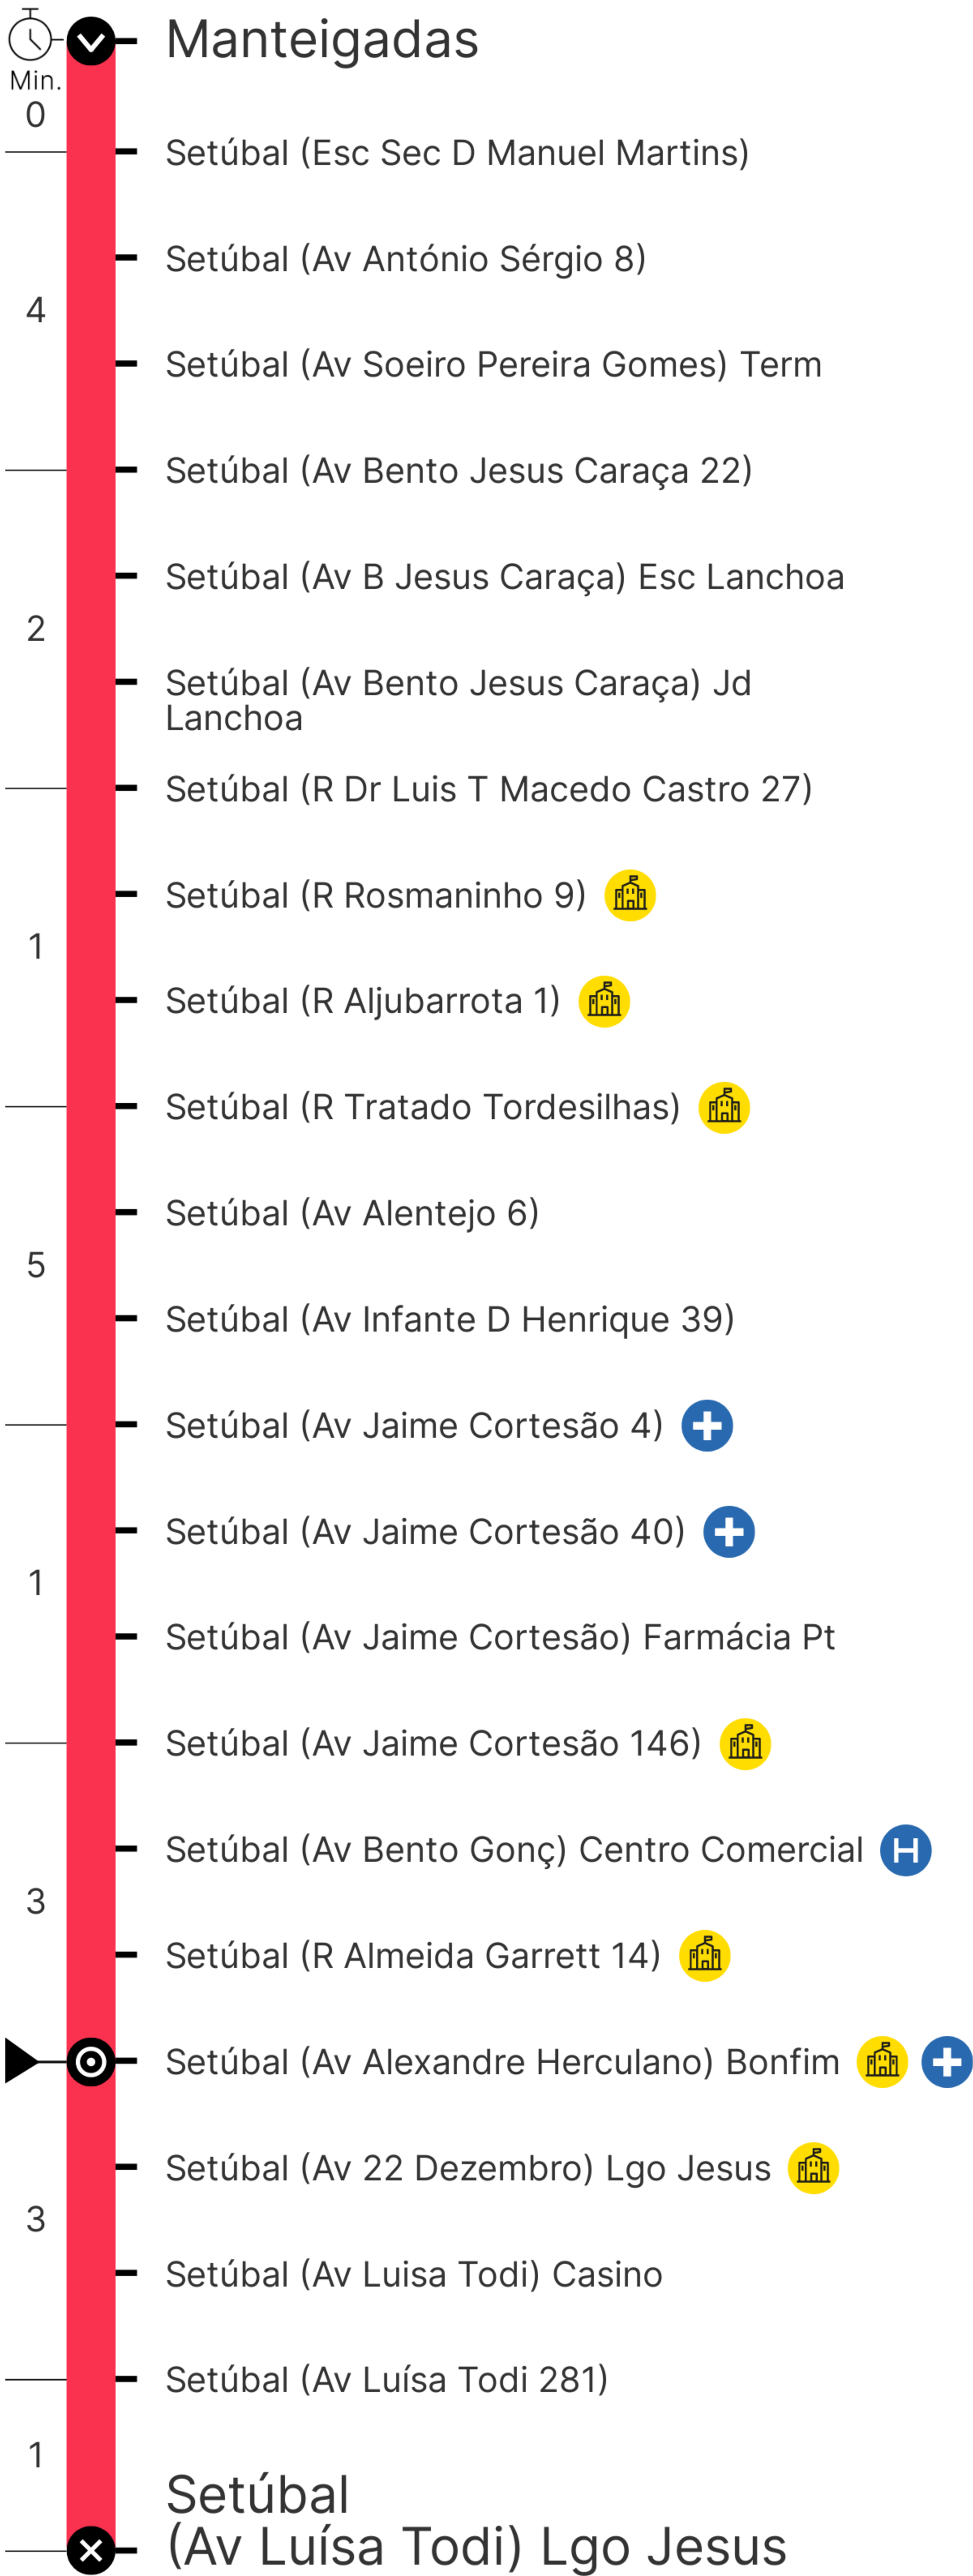 Manteigadas
Min.
0
Setúbal (Esc Sec D Manuel Martins)
Setúbal (Av António Sérgio 8)
4
Setúbal (Av Soeiro Pereira Gomes) Term
Setúbal (Av Bento Jesus Caraça 22)
Setúbal (Av B Jesus Caraça) Esc Lanchoa
2
Setúbal (Av Bento Jesus Caraça) Jd
Lanchoa
Setúbal (R Dr Luis T Macedo Castro 27)
Setúbal (R Rosmaninho 9)
1
Setúbal (R Aljubarrota 1)
Setúbal (R Tratado Tordesilhas)
Setúbal (Av Alentejo 6)
5
Setúbal (Av Infante D Henrique 39)
Setúbal (Av Jaime Cortesão 4)
Setúbal (Av Jaime Cortesão 40)
1
Setúbal (Av Jaime Cortesão) Farmácia Pt
Setúbal (Av Jaime Cortesão 146)
Setúbal (Av Bento Gonç) Centro Comercial H
3
Setúbal (R Almeida Garrett 14)
Setúbal (Av Alexandre Herculano) Bonfim
Setúbal (Av 22 Dezembro) Lgo Jesus
3
Setúbal (Av Luisa Todi) Casino
Setúbal (Av Luísa Todi 281)
1
Setúbal
(Av Luísa Todi) Lgo Jesus